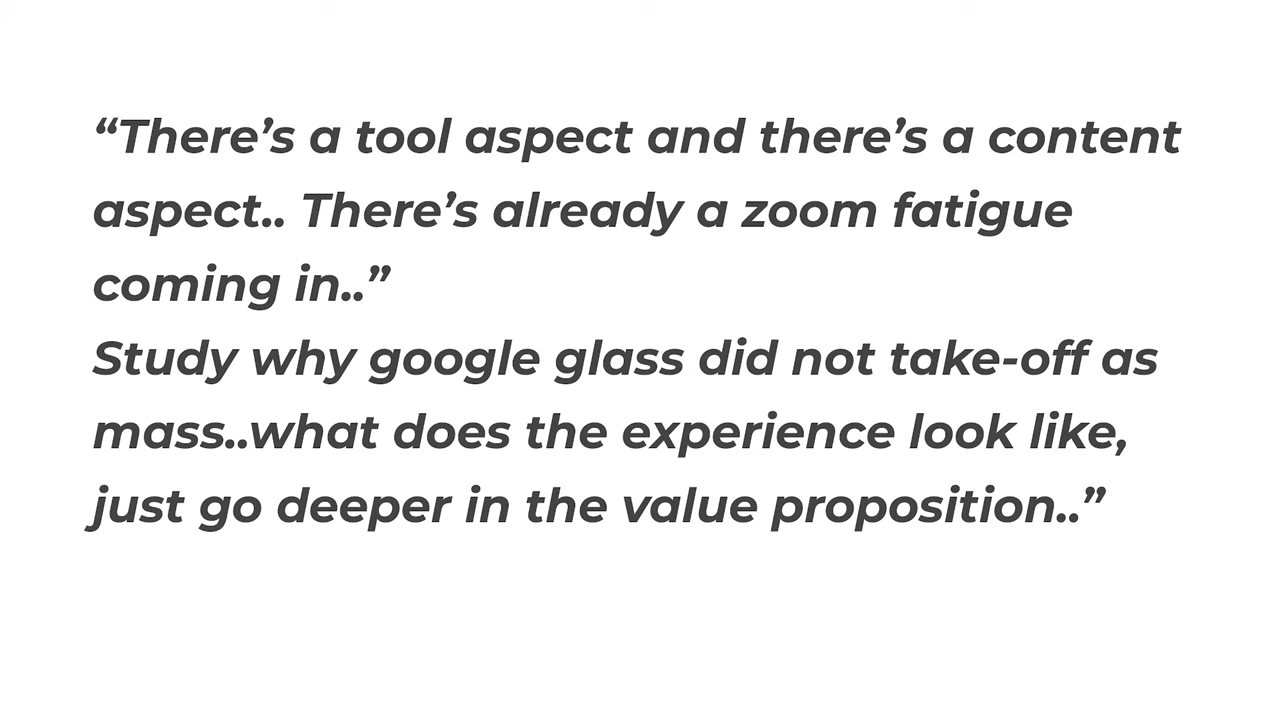 “There’s a tool aspect and there’s a content
aspect.. There’s already a zoom fatigue
coming in..”
Study why google glass did not take-off as
mass..what does the experience look like,
just go deeper in the value proposition..”